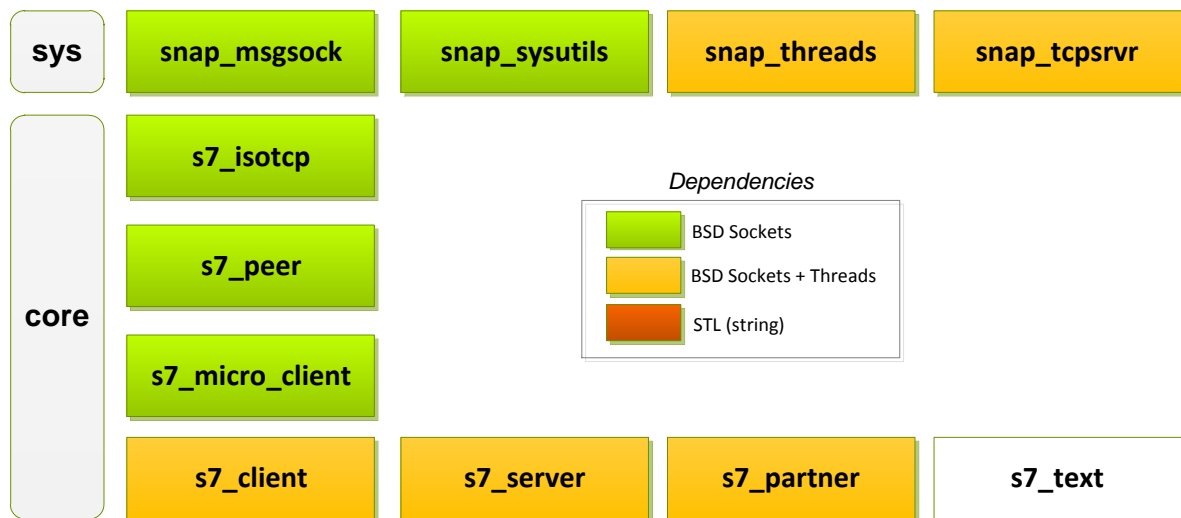 sys
snap_msgsock
snap_sysutils
snap_threads
snap_tcpsrvr
core
s7_isotcp
s7_peer
s7_micro_client
s7_client
s7_server
s7_partner
s7_text
Dependencies
BSD Sockets
BSD Sockets + Threads
STL (string)